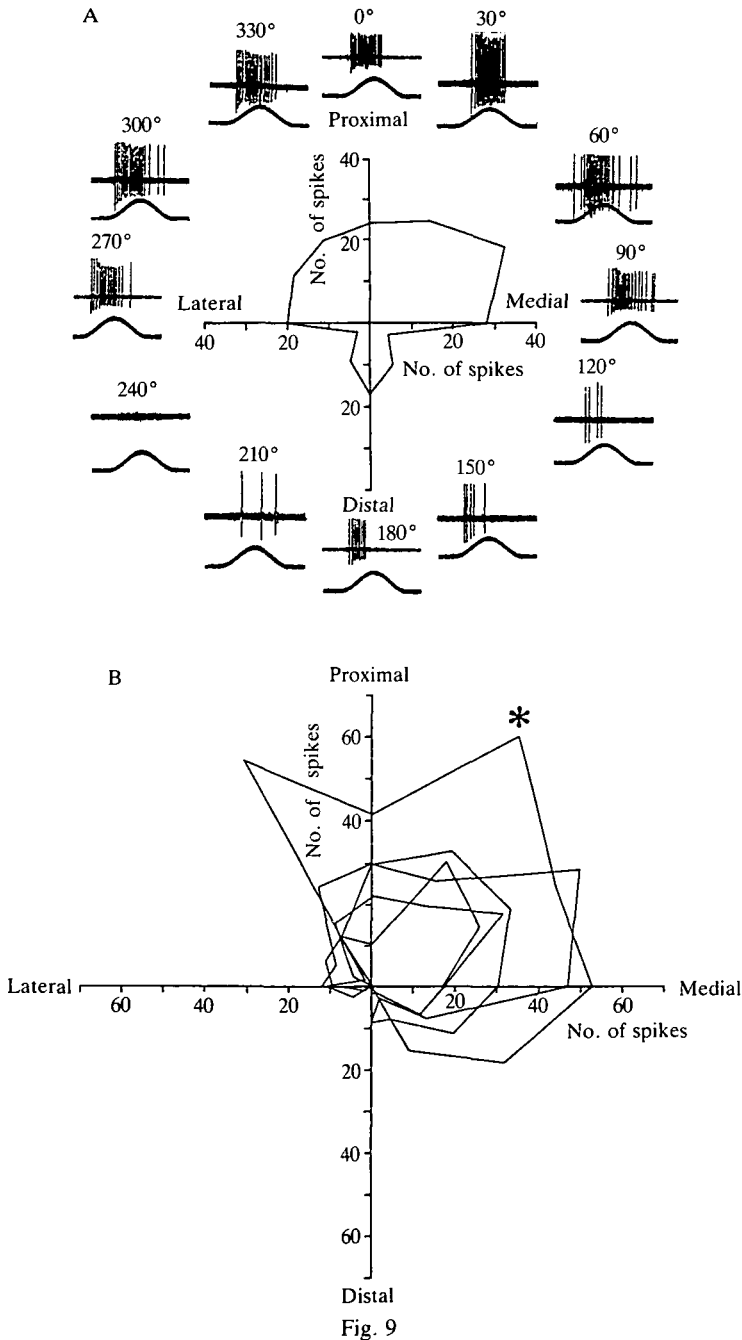 A
330°
0°
30°
Proximal
300°
60°
40
No. of spikes
20
270°
90°
Lateral
Medial
40
20
20
40
No. of spikes
240°
120°
20
210°
150°
Distal
180°
B
Proximal
*
60
No. of spikes
40
20
Lateral
Medial
60
40
20
20
40
60
No. of spikes
20
40
60
Distal
Fig. 9